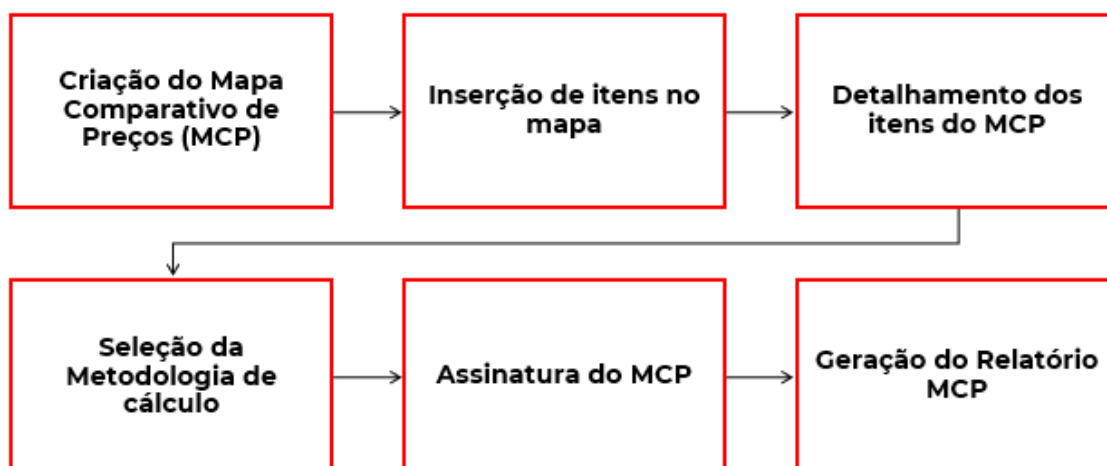 Criação do Mapa
Comparativo de
Preços (MCP)
Inserção de itens no
mapa
Detalhamento dos
itens do MCP
Seleção da
Metodologia de
cálculo
Assinatura do MCP
Geração do Relatório
MCP